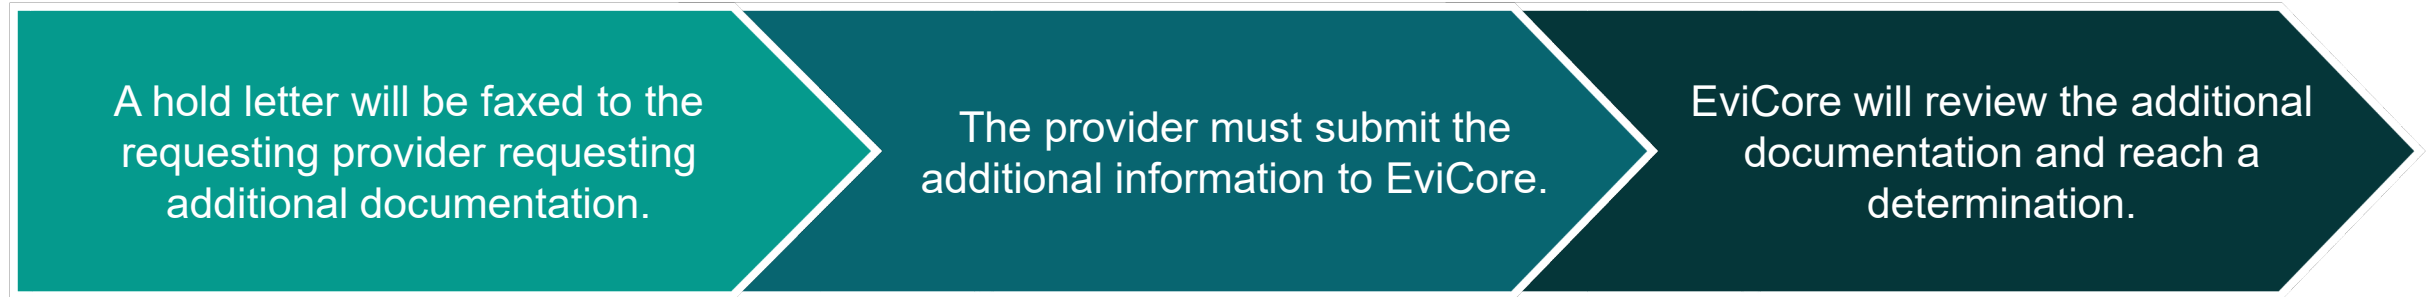 A hold letter will be faxed to the
requesting provider requesting
additional documentation.
The provider must submit the
additional information to EviCore.
EviCore will review the additional
documentation and reach a
determination.